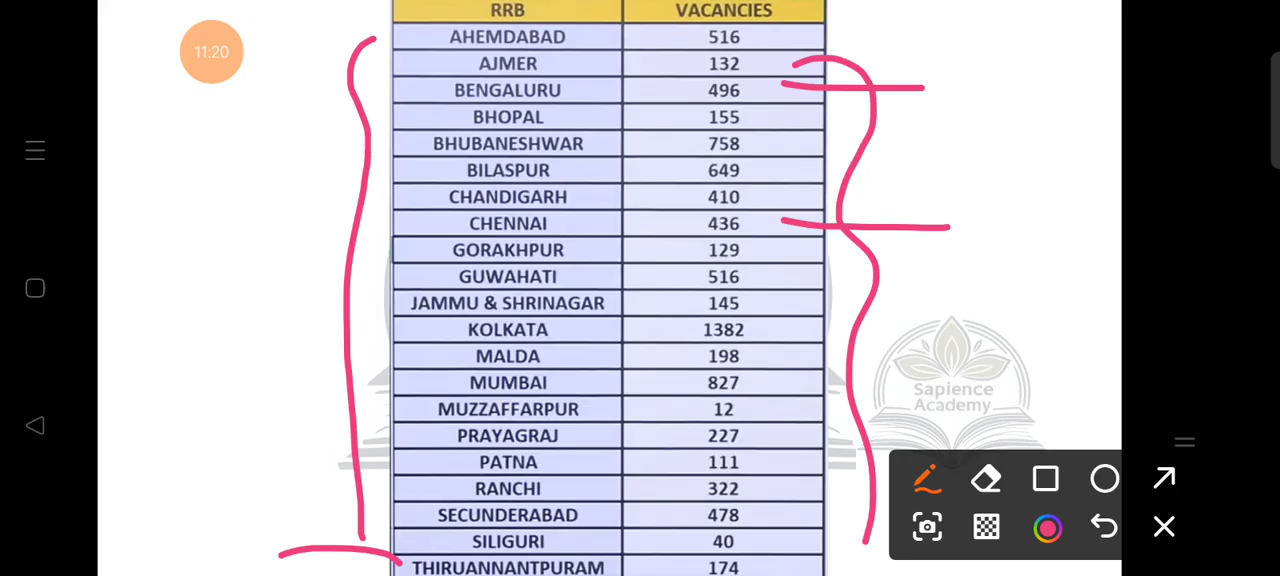 11:20
RRB VACANCIES
AHEMDABAD 516
AJMER 132
BENGALURU 496
BHOPAL 155
BHUBANESHWAR 758
BILASPUR 649
CHANDIGARH 410
CHENNAI 436
GORAKHPUR 129
GUWAHATI 516
JAMMU & SHRINAGAR 145
KOLKATA 1382
MALDA 198
MUMBAI 827
MUZZAFFARPUR 12
PRAYAGRAJ 227
PATNA 111
RANCHI 322
SECUNDERABAD 478
SILIGURI 40
THIRUANNANTPURAM 174
Sapience
Academy